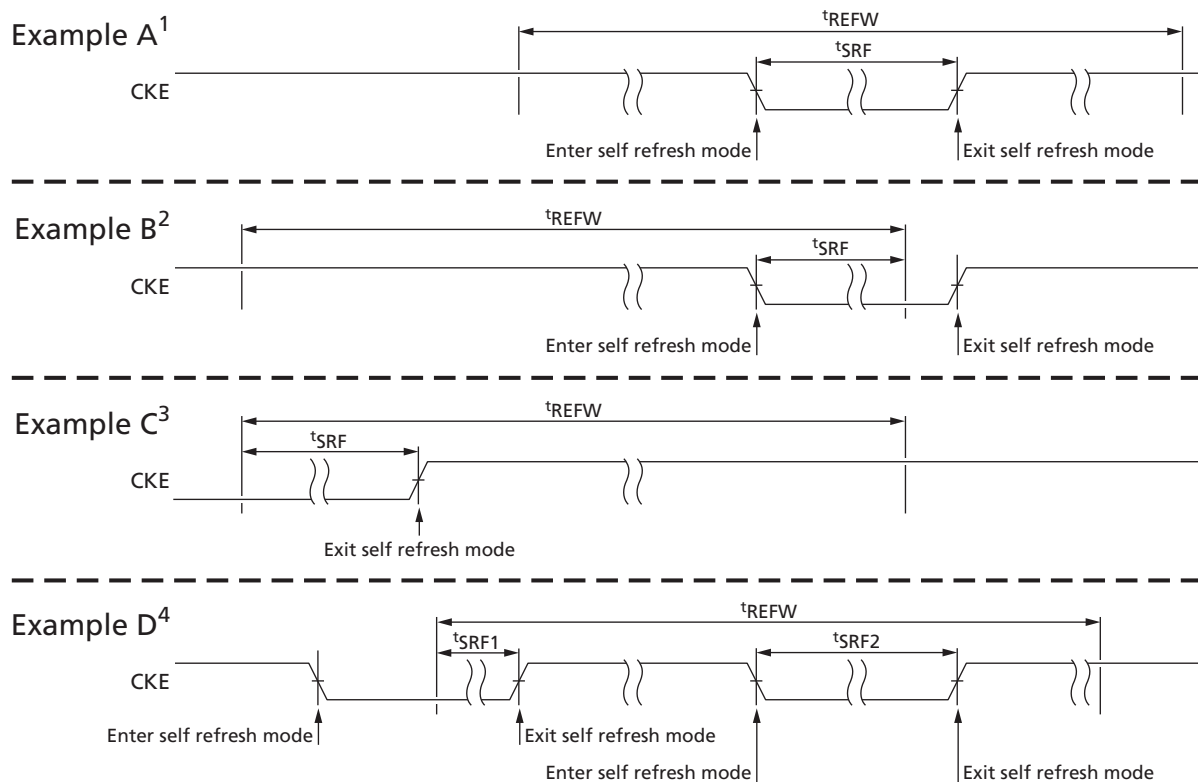 Example A1
tREFW
tSRF
CKE
Enter self refresh mode
Exit self refresh mode
Example B2
tREFW
tSRF
CKE
Enter self refresh mode
Exit self refresh mode
Example C3
tREFW
tSRF
CKE
Exit self refresh mode
Example D4
tREFW
tSRF1
tSRF2
CKE
Enter self refresh mode
Exit self refresh mode
Enter self refresh mode
Exit self refresh mode